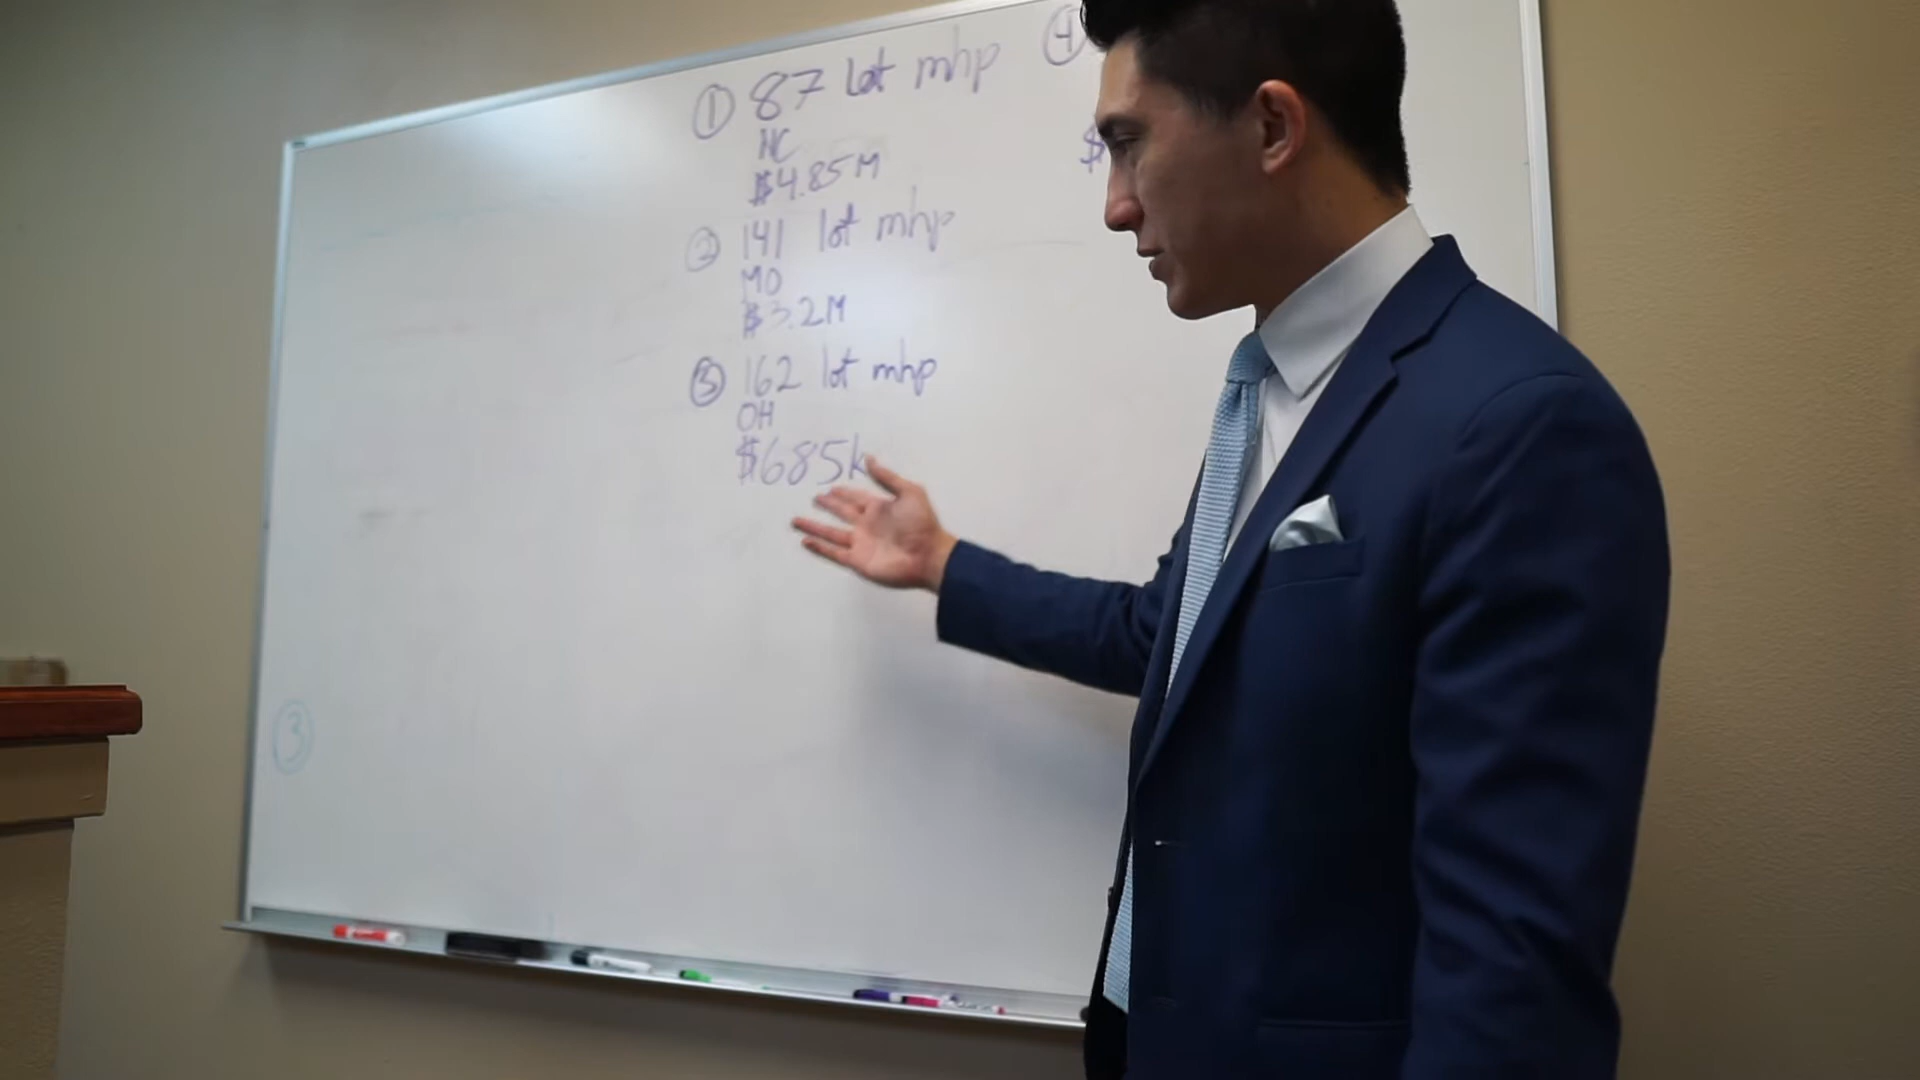 ① 87 lot mhp
NC
$4.85M
② 141 lot mhp
MO
$3.2M
③ 162 lot mhp
OH
$685k
④
$
③